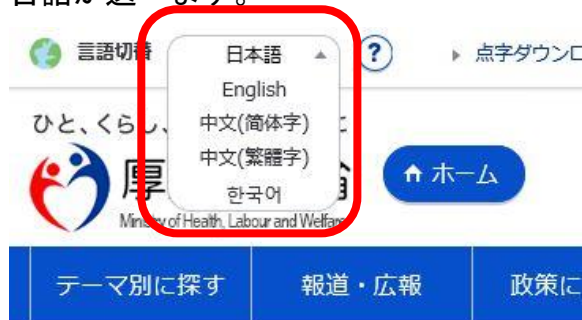 言語切替
日本語
?
点字ダウンロ
English
中文(简体字)
中文(繁體字)
한국어
ひと、くらし、
厚
Ministry of Health, Labour and Welfare
ホーム
テーマ別に探す
報道・広報
政策に